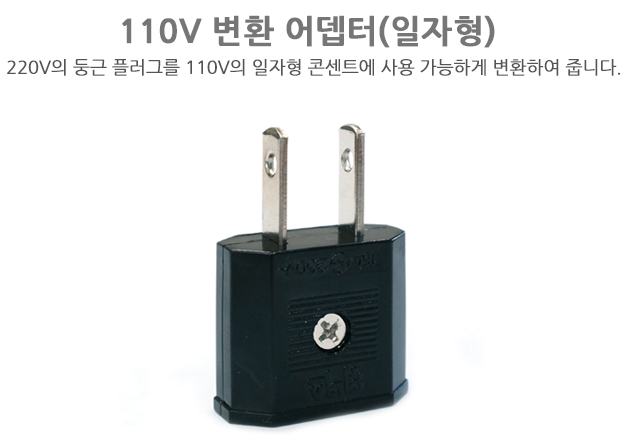 110V 변환 어뎁터(일자형)
220V의 둥근 플러그를 110V의 일자형 콘센트에 사용 가능하게 변환하여 줍니다.